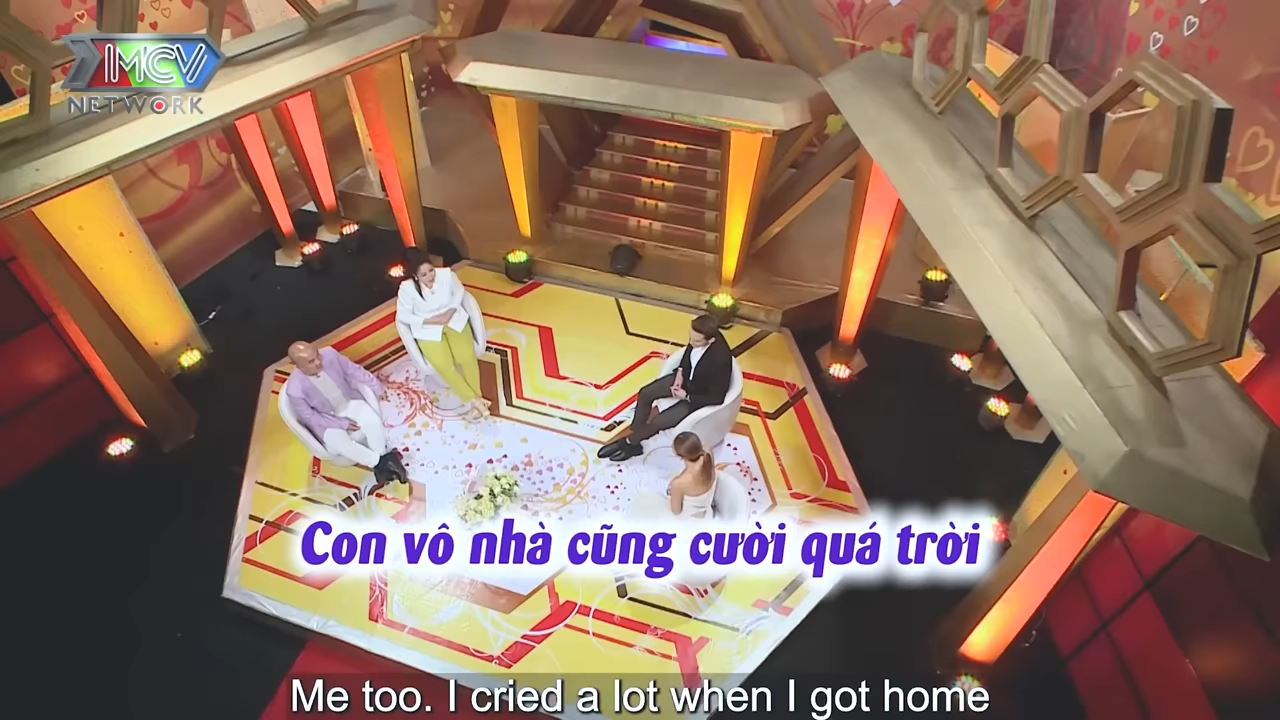 MCV
NETWORK
Con vô nhà cũng cười quá trời
Me too. I cried a lot when I got home